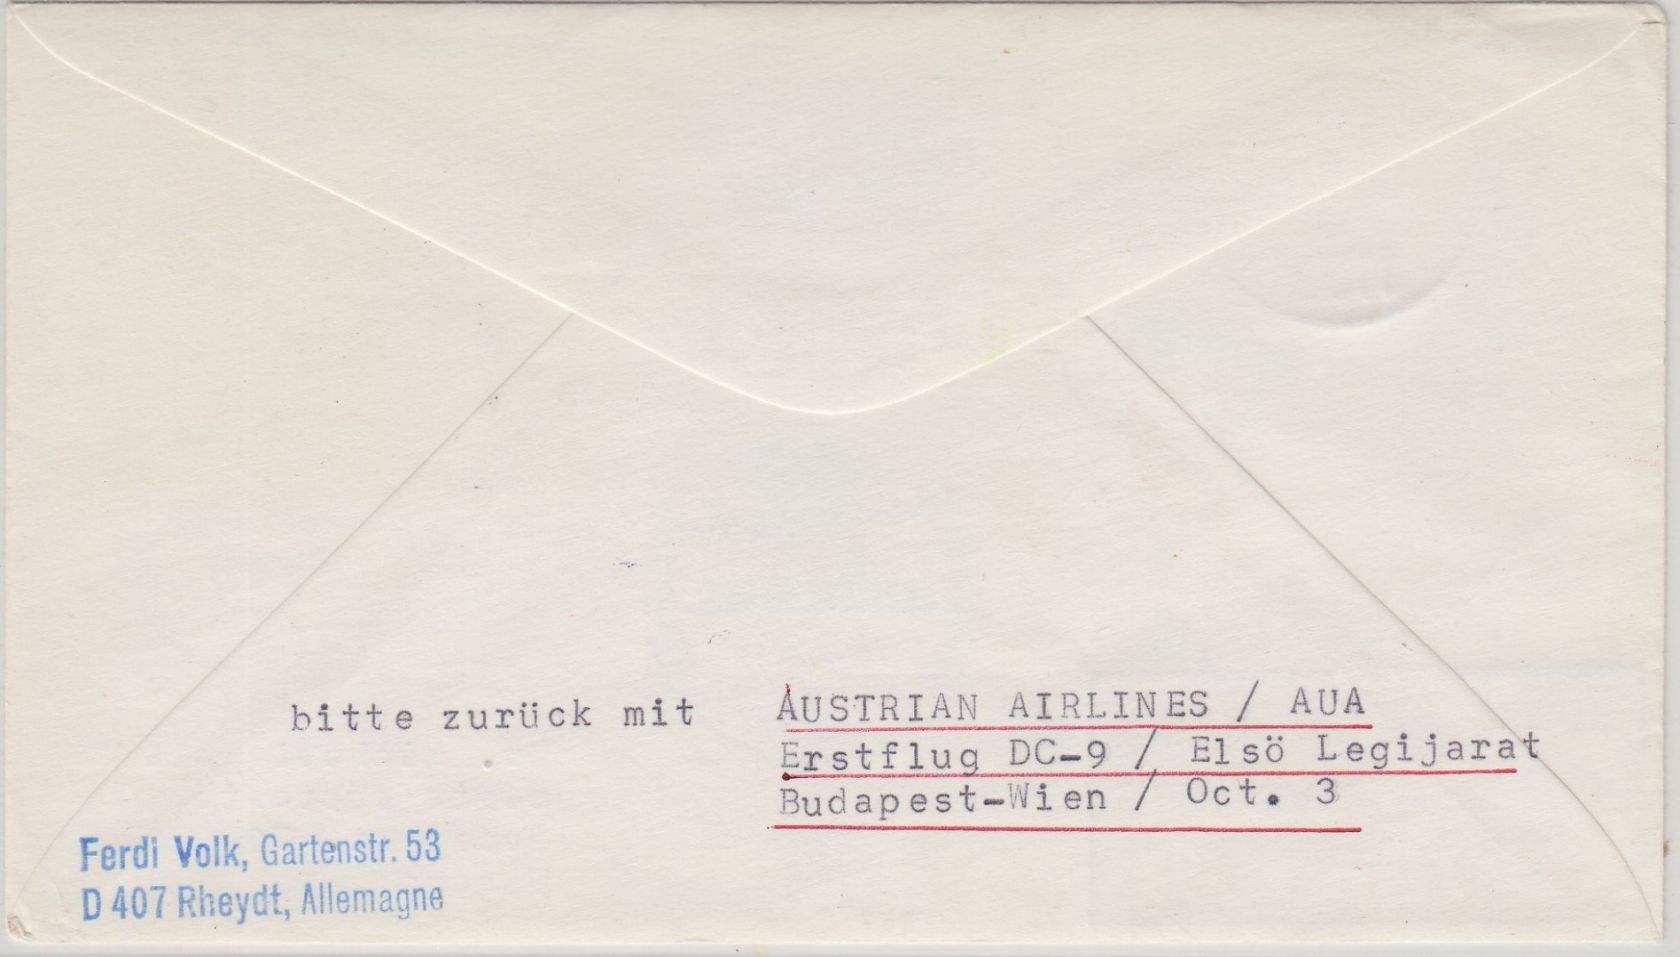 bitte zurück mit
AUSTRIAN AIRLINES / AUA
Erstflug DC-9 / Elsö Legijarat
Budapest-Wien / Oct. 3
Ferdi Volk, Gartenstr. 53
D 407 Rheydt, Allemagne